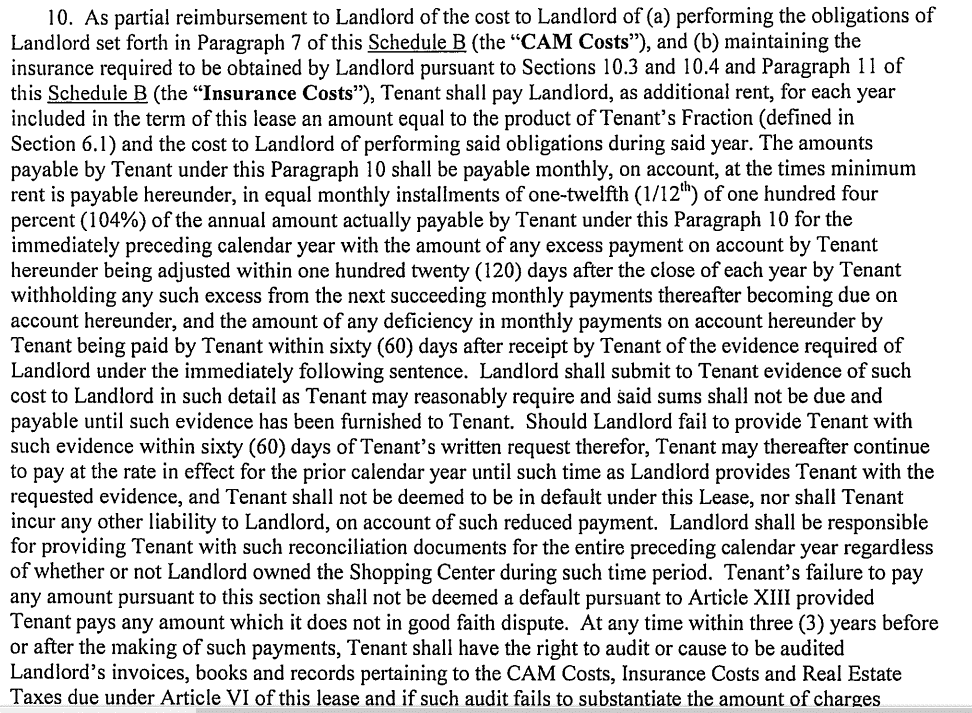 10. As partial reimbursement to Landlord of the cost to Landlord of (a) performing the obligations of
Landlord set forth in Paragraph 7 of this Schedule B (the “CAM Costs”), and (b) maintaining the
insurance required to be obtained by Landlord pursuant to Sections 10.3 and 10.4 and Paragraph 11 of
this Schedule B (the “Insurance Costs”), Tenant shall pay Landlord, as additional rent, for each year
included in the term of this lease an amount equal to the product of Tenant’s Fraction (defined in
Section 6.1) and the cost to Landlord of performing said obligations during said year. The amounts
payable by Tenant under this Paragraph 10 shall be payable monthly, on account, at the times minimum
rent is payable hereunder, in equal monthly installments of one-twelfth (1/12th) of one hundred four
percent (104%) of the annual amount actually payable by Tenant under this Paragraph 10 for the
immediately preceding calendar year with the amount of any excess payment on account by Tenant
hereunder being adjusted within one hundred twenty (120) days after the close of each year by Tenant
withholding any such excess from the next succeeding monthly payments thereafter becoming due on
account hereunder, and the amount of any deficiency in monthly payments on account hereunder by
Tenant being paid by Tenant within sixty (60) days after receipt by Tenant of the evidence required of
Landlord under the immediately following sentence. Landlord shall submit to Tenant evidence of such
cost to Landlord in such detail as Tenant may reasonably require and said sums shall not be due and
payable until such evidence has been furnished to Tenant. Should Landlord fail to provide Tenant with
such evidence within sixty (60) days of Tenant’s written request therefor, Tenant may thereafter continue
to pay at the rate in effect for the prior calendar year until such time as Landlord provides Tenant with the
requested evidence, and Tenant shall not be deemed to be in default under this Lease, nor shall Tenant
incur any other liability to Landlord, on account of such reduced payment. Landlord shall be responsible
for providing Tenant with such reconciliation documents for the entire preceding calendar year regardless
of whether or not Landlord owned the Shopping Center during such time period. Tenant’s failure to pay
any amount pursuant to this section shall not be deemed a default pursuant to Article XIII provided
Tenant pays any amount which it does not in good faith dispute. At any time within three (3) years before
or after the making of such payments, Tenant shall have the right to audit or cause to be audited
Landlord’s invoices, books and records pertaining to the CAM Costs, Insurance Costs and Real Estate
Taxes due under Article VI of this lease and if such audit fails to substantiate the amount of charges